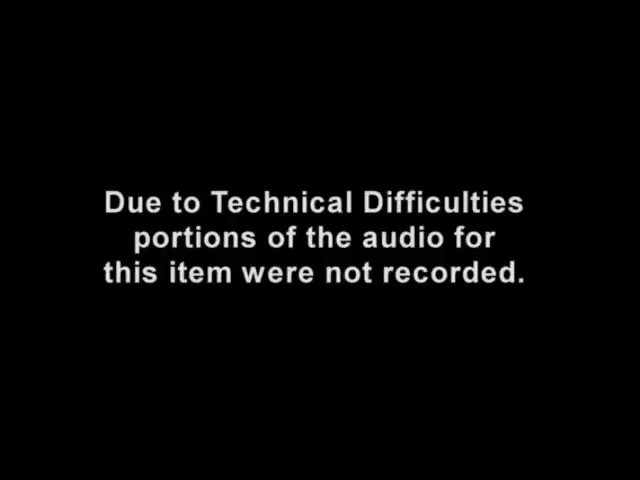 Due to Technical Difficulties
portions of the audio for
this item were not recorded.